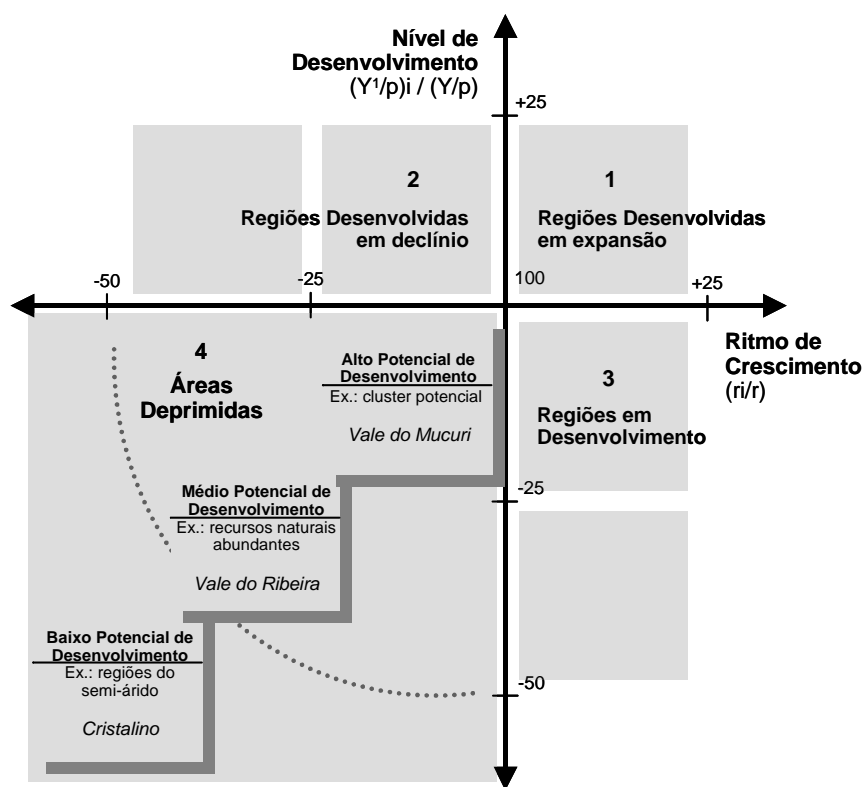 Nível de
Desenvolvimento
(Y¹/p)i / (Y/p)
+25
2
Regiões Desenvolvidas
em declínio
1
Regiões Desenvolvidas
em expansão
-50
-25
100
+25
Ritmo de
Crescimento
(ri/r)
4
Áreas
Deprimidas
Alto Potencial de
Desenvolvimento
Ex.: cluster potencial
Vale do Mucuri
3
Regiões em
Desenvolvimento
-25
Médio Potencial de
Desenvolvimento
Ex.: recursos naturais
abundantes
Vale do Ribeira
Baixo Potencial de
Desenvolvimento
Ex.: regiões do
semi-árido
Cristalino
-50